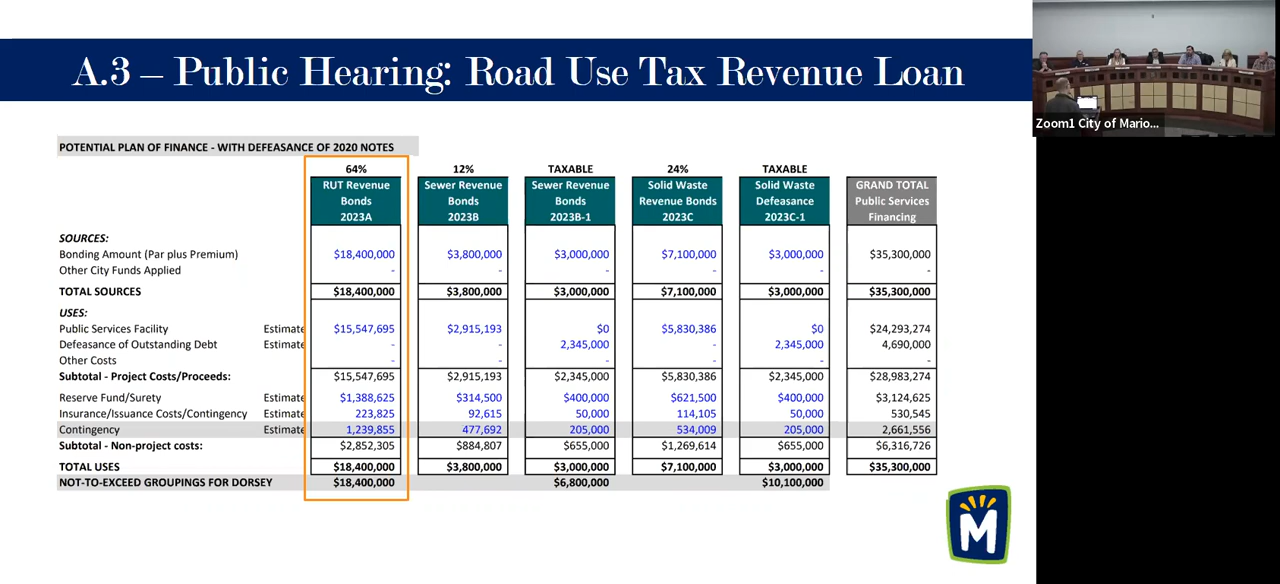 A.3 – Public Hearing: Road Use Tax Revenue Loan
Zoom1 City of Mario...
POTENTIAL PLAN OF FINANCE - WITH DEFEASANCE OF 2020 NOTES
64% 12% TAXABLE 24% TAXABLE
RUT Revenue Sewer Revenue Sewer Revenue Solid Waste Solid Waste GRAND TOTAL
Bonds Bonds Bonds Revenue Bonds Defeasance Public Services
2023A 2023B 2023B-1 2023C 2023C-1 Financing
SOURCES:
Bonding Amount (Par plus Premium) $18,400,000 $3,800,000 $3,000,000 $7,100,000 $3,000,000 $35,300,000
Other City Funds Applied - - - - - -
TOTAL SOURCES $18,400,000 $3,800,000 $3,000,000 $7,100,000 $3,000,000 $35,300,000
USES:
Public Services Facility Estimate $15,547,695 $2,915,193 $0 $5,830,386 $0 $24,293,274
Defeasance of Outstanding Debt Estimate - - 2,345,000 - 2,345,000 4,690,000
Other Costs - - - - - -
Subtotal - Project Costs/Proceeds: $15,547,695 $2,915,193 $2,345,000 $5,830,386 $2,345,000 $28,983,274
Reserve Fund/Surety Estimate $1,388,625 $314,500 $400,000 $621,500 $400,000 $3,124,625
Insurance/Issuance Costs/Contingency Estimate 223,825 92,615 50,000 114,105 50,000 530,545
Contingency Estimate 1,239,855 477,692 205,000 534,009 205,000 2,661,556
Subtotal - Non-project costs: $2,852,305 $884,807 $655,000 $1,269,614 $655,000 $6,316,726
TOTAL USES $18,400,000 $3,800,000 $3,000,000 $7,100,000 $3,000,000 $35,300,000
NOT-TO-EXCEED GROUPINGS FOR DORSEY $18,400,000 $6,800,000 $10,100,000
M